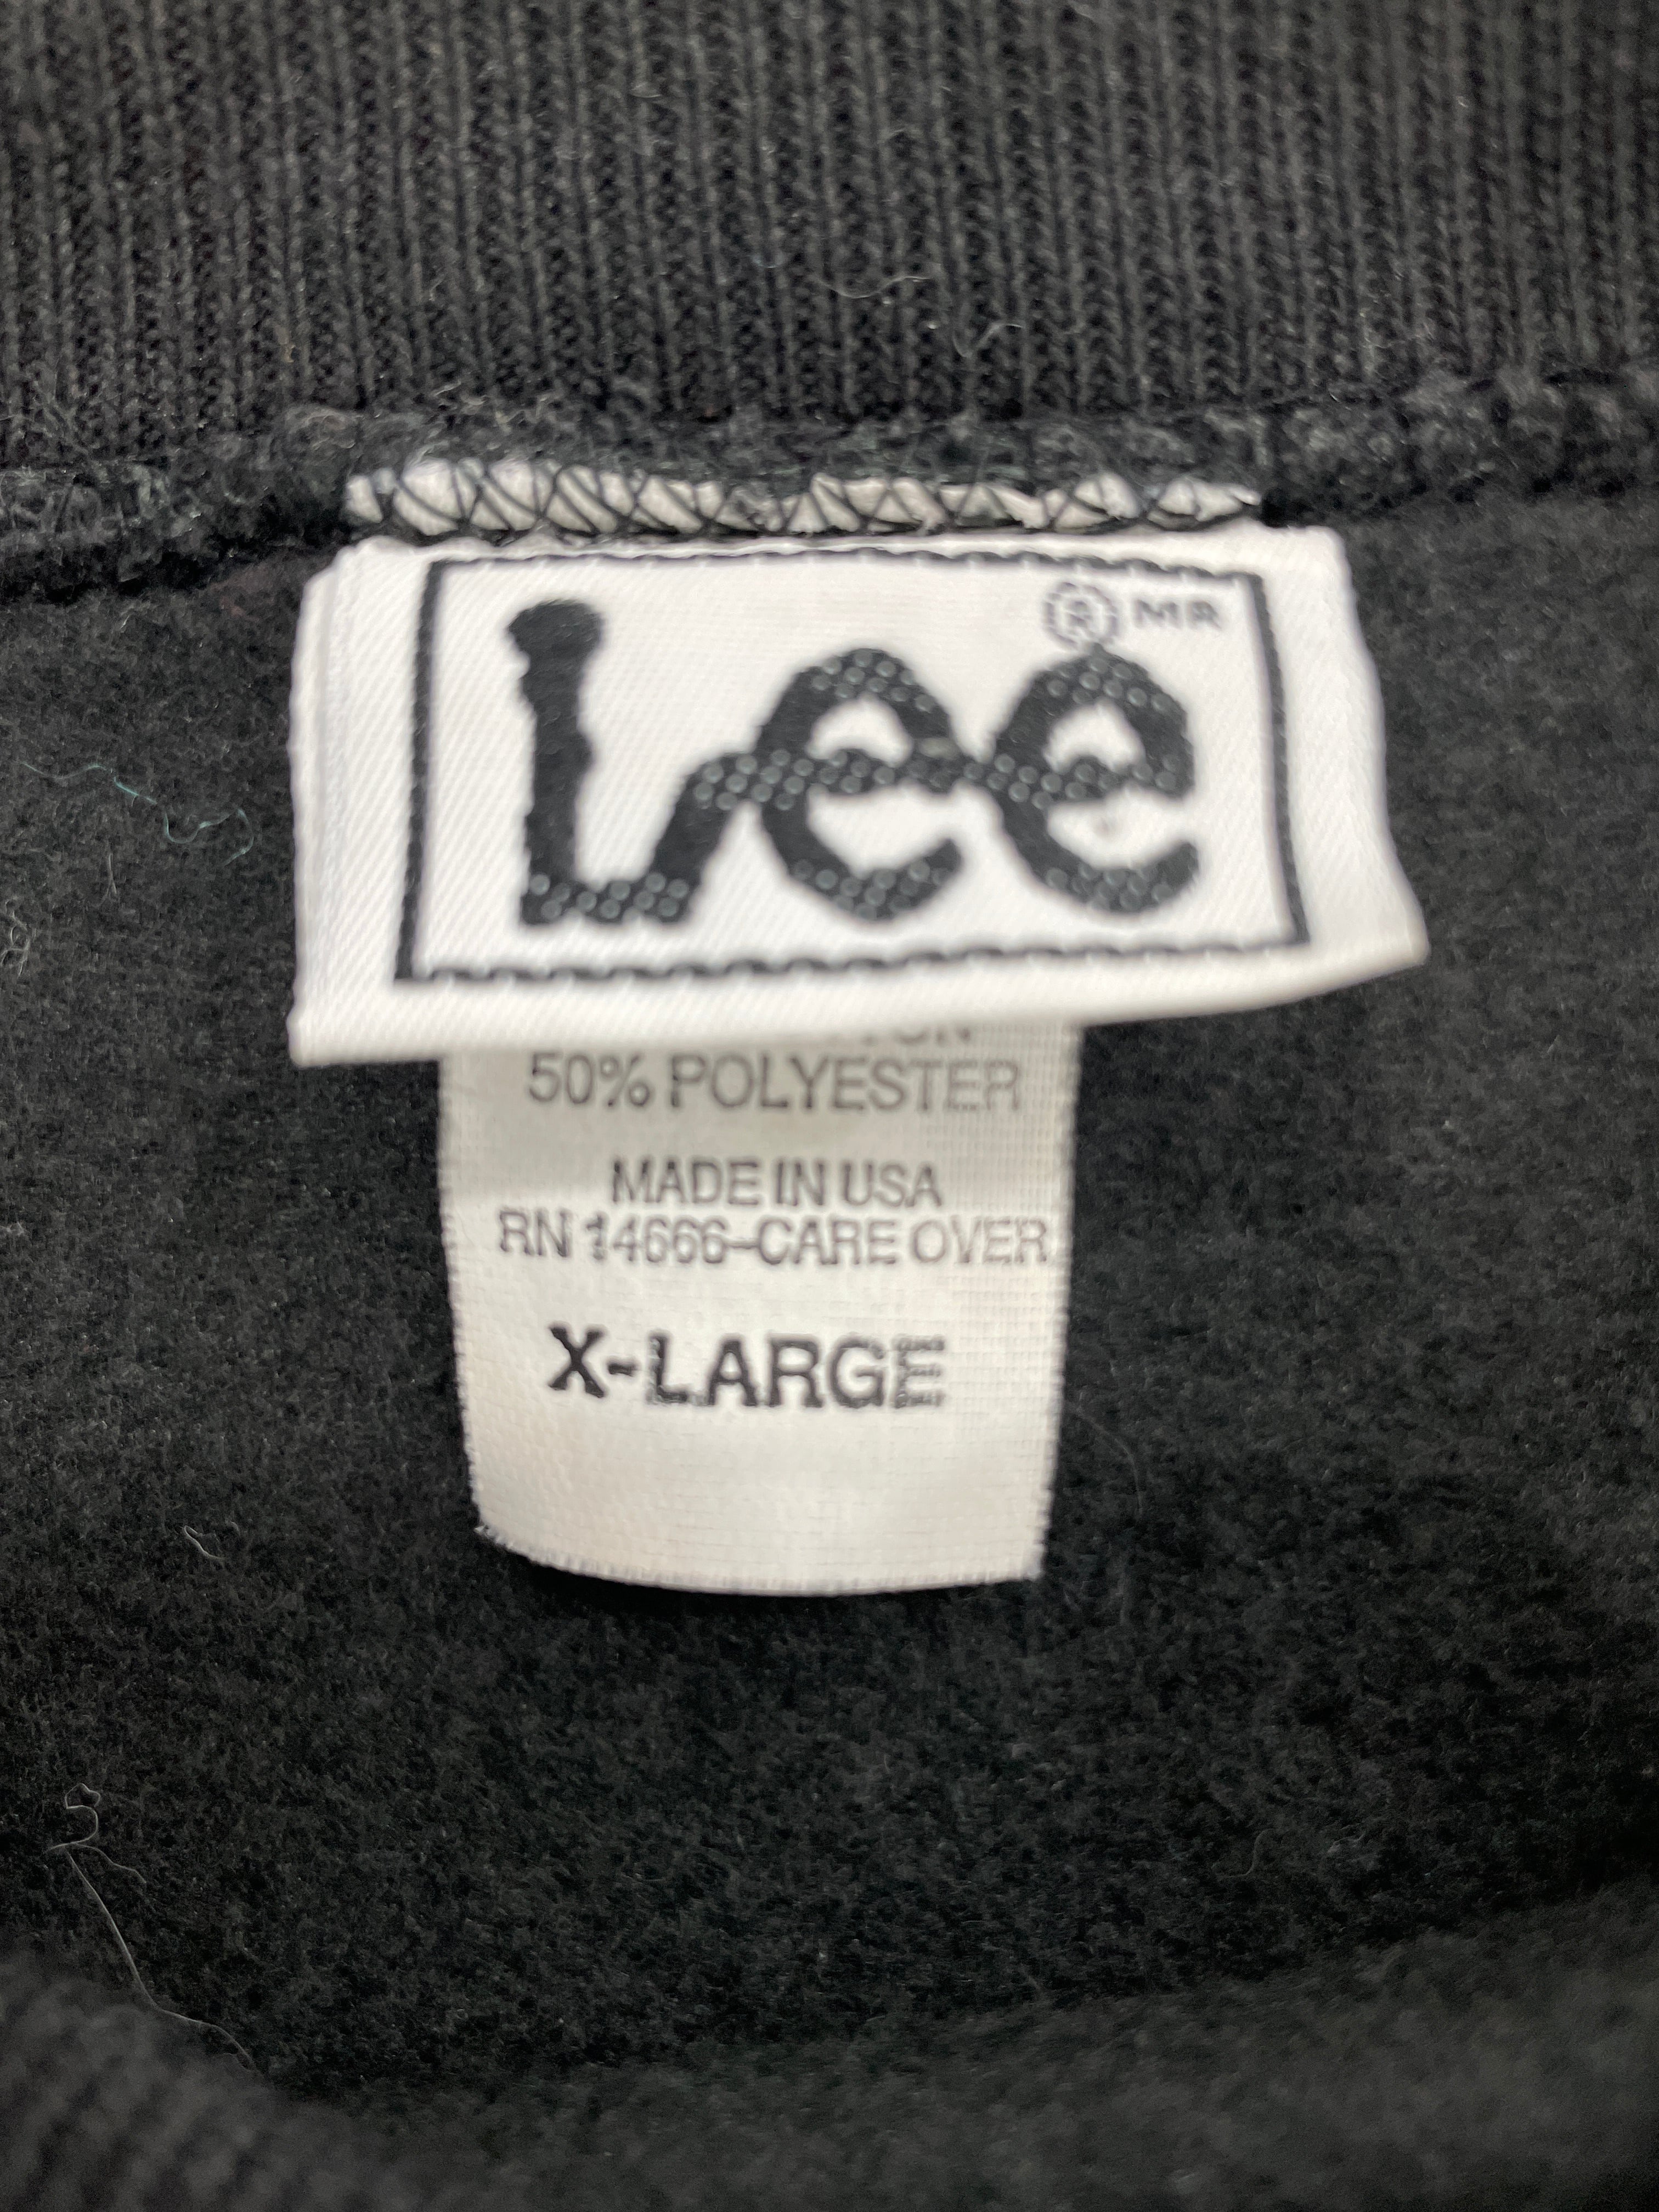 Lee ® MR
50% POLYESTER
MADE IN USA
RN 14666-CARE OVER
X-LARGE